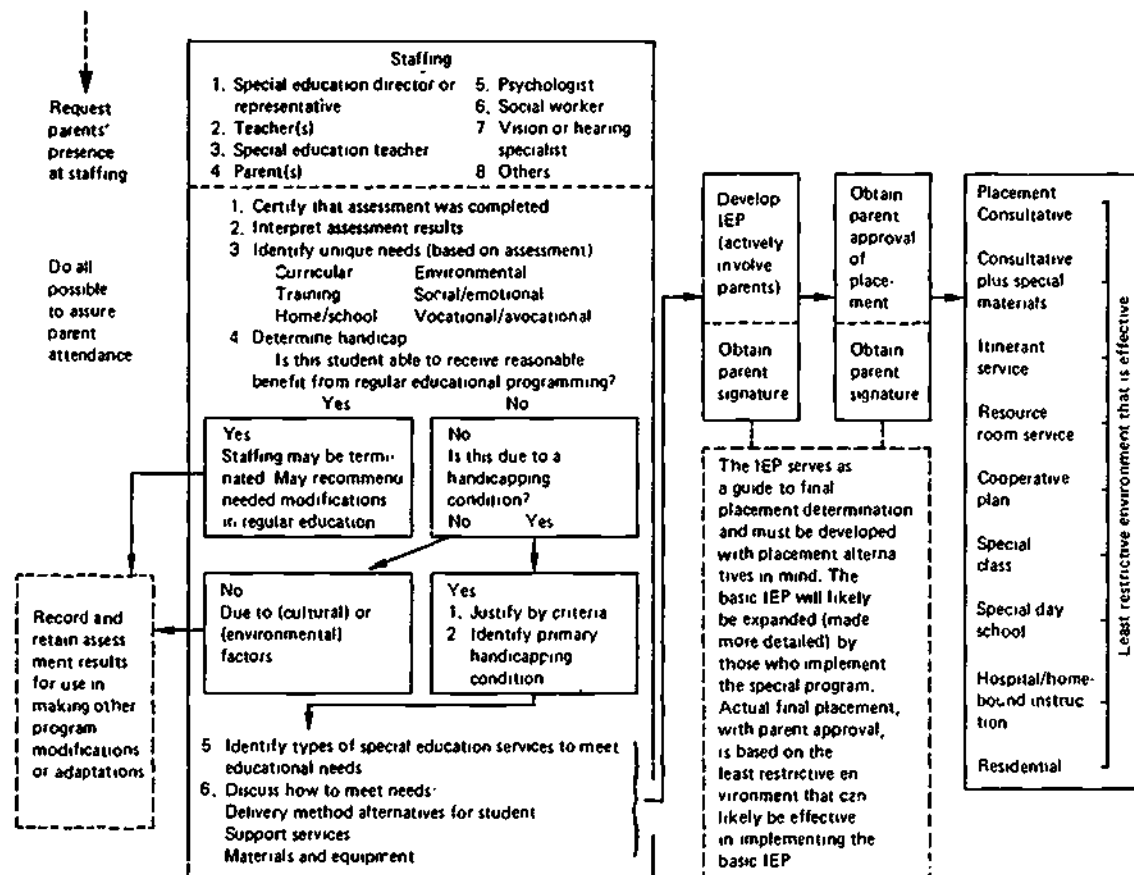 Request
parents'
presence
at staffing
Do all
possible
to assure
parent
attendance
Staffing
1. Special education director or
representative
2. Teacher(s)
3. Special education teacher
4 Parent(s)
5. Psychologist
6. Social worker
7 Vision or hearing
specialist
8 Others
1. Certify that assessment was completed
2. Interpret assessment results
3 Identify unique needs (based on assessment)
Curricular Environmental
Training Social/emotional
Home/school Vocational/avocational
4 Determine handicap
Is this student able to receive reasonable
benefit from regular educational programming?
Yes No
Yes
Staffing may be termi-
nated. May recommend
needed modifications
in regular education
No
Is this due to a
handicapping
condition?
No Yes
No
Due to (cultural) or
(environmental)
factors
Yes
1. Justify by criteria
2 Identify primary
handicapping
condition
Record and
retain assess
ment results
for use in
making other
program
modifications
or adaptations
5 Identify types of special education services to meet
educational needs
6. Discuss how to meet needs·
Delivery method alternatives for student
Support services
Materials and equipment
Develop
IEP
(actively
involve
parents)
Obtain
parent
signature
Obtain
parent
approval
of
place-
ment
Obtain
parent
signature
The IEP serves as
a guide to final
placement determination
and must be developed
with placement alterna
tives in mind. The
basic IEP will likely
be expanded (made
more detailed) by
those who implement
the special program.
Actual final placement,
with parent approval,
is based on the
least restrictive en
vironment that can
likely be effective
in implementing the
basic IEP
Placement
Consultative
Consultative
plus special
materials
Itinerant
service
Resource
room service
Cooperative
plan
Special
class
Special day
school
Hospital/home-
bound instruc
tion
Residential
Least restrictive environment that is effective